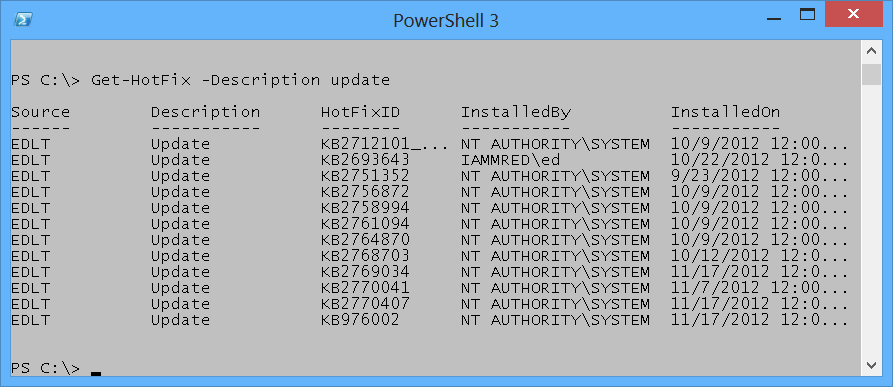 PowerShell 3
PS C:\> Get-HotFix -Description update
Source Description HotFixID InstalledBy InstalledOn
------ ----------- -------- ----------- -----------
EDLT Update KB2712101_... NT AUTHORITY\SYSTEM 10/9/2012 12:00...
EDLT Update KB2693643 IAMMRED\ed 10/22/2012 12:0...
EDLT Update KB2751352 NT AUTHORITY\SYSTEM 9/23/2012 12:00...
EDLT Update KB2756872 NT AUTHORITY\SYSTEM 10/9/2012 12:00...
EDLT Update KB2758994 NT AUTHORITY\SYSTEM 10/9/2012 12:00...
EDLT Update KB2761094 NT AUTHORITY\SYSTEM 10/9/2012 12:00...
EDLT Update KB2764870 NT AUTHORITY\SYSTEM 10/9/2012 12:00...
EDLT Update KB2768703 NT AUTHORITY\SYSTEM 10/12/2012 12:0...
EDLT Update KB2769034 NT AUTHORITY\SYSTEM 11/17/2012 12:0...
EDLT Update KB2770041 NT AUTHORITY\SYSTEM 11/7/2012 12:00...
EDLT Update KB2770407 NT AUTHORITY\SYSTEM 11/17/2012 12:0...
EDLT Update KB976002 NT AUTHORITY\SYSTEM 11/17/2012 12:0...
PS C:\> _